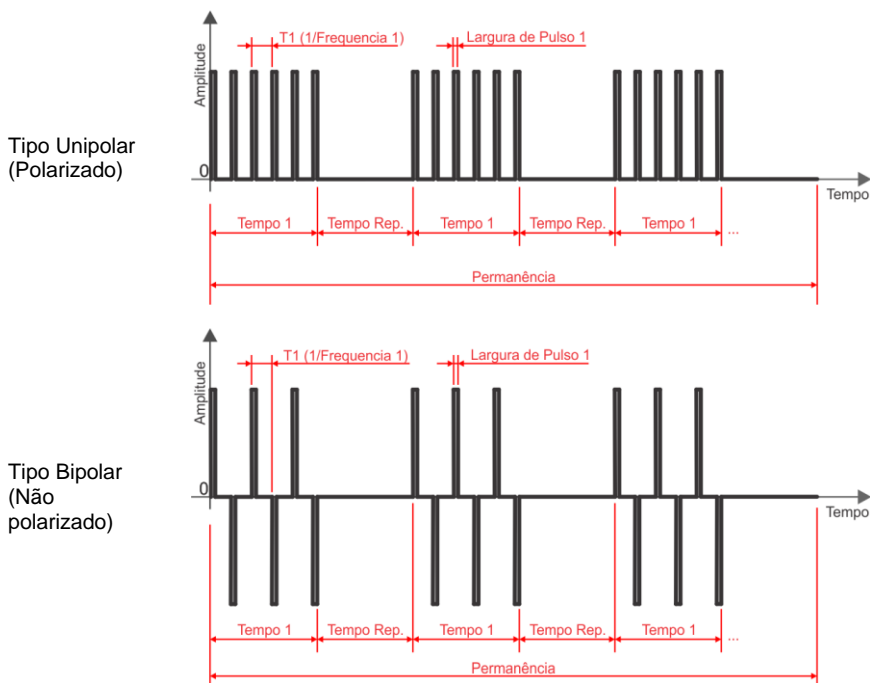 T1 (1/Frequencia 1)
Largura de Pulso 1
Amplitude
Tipo Unipolar
(Polarizado)
0
Tempo
Tempo 1
Tempo Rep.
Tempo 1
Tempo Rep.
Tempo 1
...
Permanência
T1 (1/Frequencia 1)
Largura de Pulso 1
Amplitude
Tipo Bipolar
(Não
polarizado)
0
Tempo
Tempo 1
Tempo Rep.
Tempo 1
Tempo Rep.
Tempo 1
...
Permanência